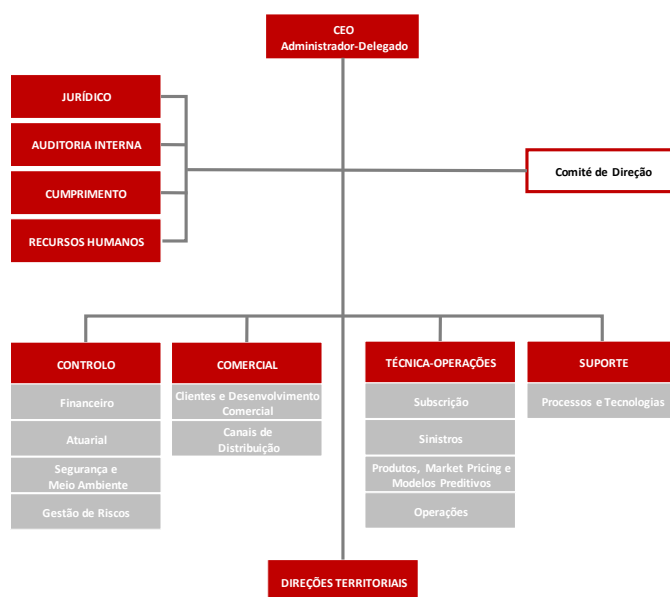 CEO
Administrador-Delegado
JURÍDICO
AUDITORIA INTERNA
CUMPRIMENTO
RECURSOS HUMANOS
Comité de Direção
CONTROLO
Financeiro
Atuarial
Segurança e
Meio Ambiente
Gestão de Riscos
COMERCIAL
Clientes e Desenvolvimento
Comercial
Canais de
Distribuição
TÉCNICA-OPERAÇÕES
Subscrição
Sinistros
Produtos, Market Pricing e
Modelos Preditivos
Operações
SUPORTE
Processos e Tecnologias
DIREÇÕES TERRITORIAIS